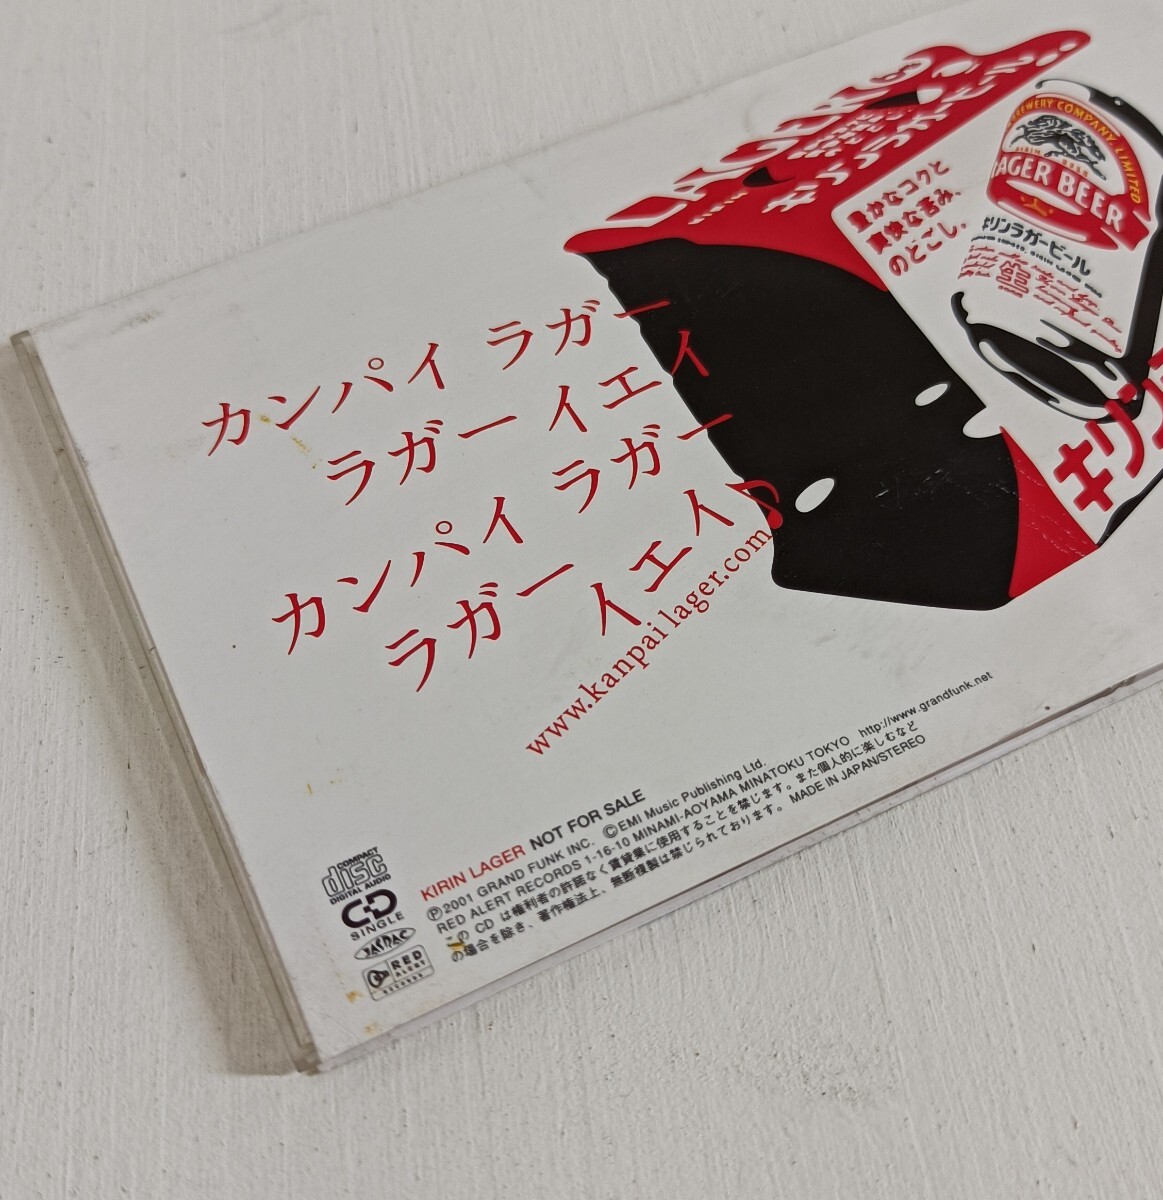 豊かなコクと
爽快な苦み、
のどごし。
BREWERY COMPANY, LIMITED
LAGER BEER
キリンラガービール
キリン
カンパイ ラガー
ラガー イエイ
カンパイ ラガー
ラガー イエイ♪
www.kanpailager.com
COMPACT
disc
DIGITAL AUDIO
CD
SINGLE
JASRAC
RED
ALERT
RECORDS
KIRIN LAGER NOT FOR SALE
Ⓟ2001 GRAND FUNK INC. ©EMI Music Publishing Ltd.
RED ALERT RECORDS 1-16-10 MINAMI-AOYAMA MINATOKU TOKYO http://www.grandfunk.net
このCDは権利者の許諾なく賃貸業に使用することを禁じます。また個人的に楽しむなど
の場合を除き、著作権法上、無断複製は禁じられております。 MADE IN JAPAN/STEREO